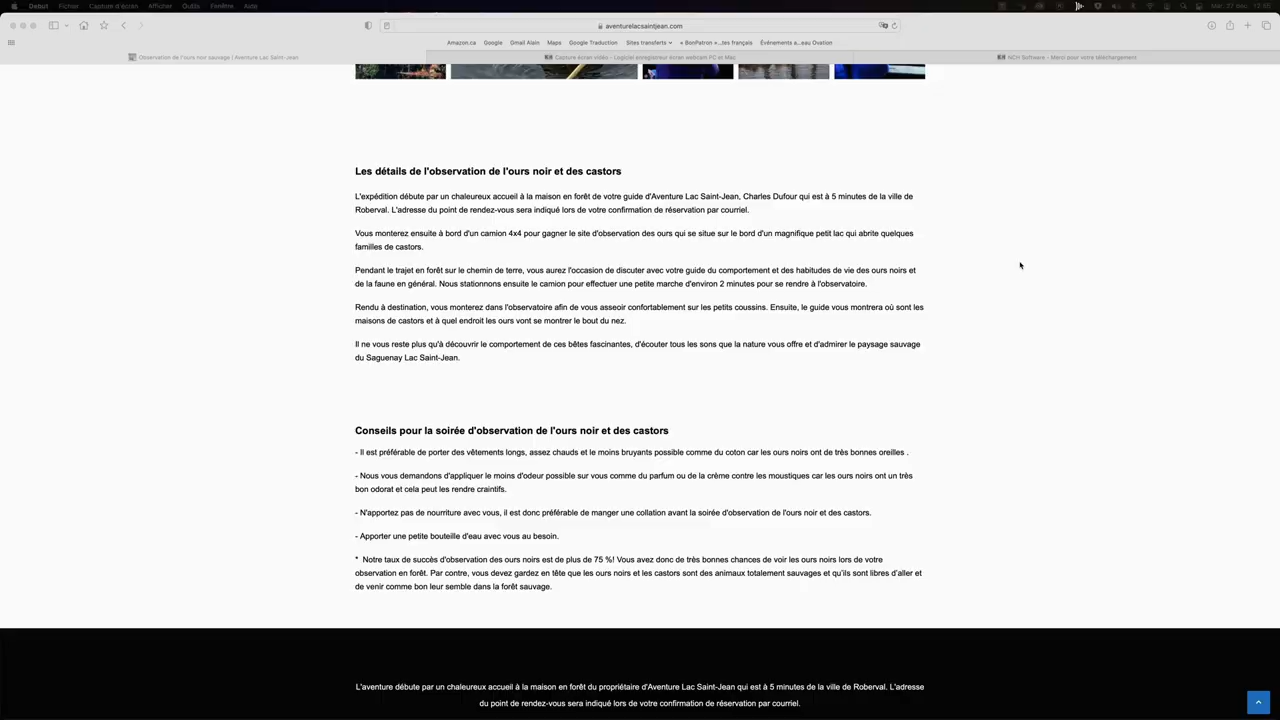 Début Fichier Capture d'écran Afficher Outils Fenêtre Aide
aventurelacsaintjean.com
Amazon.ca Google Gmail Alain Maps Google Traduction Sites transferts « BonPatron »...tes français Événements a...eau Ovation
Observation de l'ours noir sauvage | Aventure Lac Saint-Jean
Capture écran vidéo – Logiciel enregistreur écran webcam PC et Mac
NCH Software - Merci pour votre téléchargement
Les détails de l'observation de l'ours noir et des castors
L'expédition débute par un chaleureux accueil à la maison en forêt de votre guide d'Aventure Lac Saint-Jean, Charles Dufour qui est à 5 minutes de la ville de
Roberval. L'adresse du point de rendez-vous sera indiqué lors de votre confirmation de réservation par courriel.
Vous monterez ensuite à bord d'un camion 4x4 pour gagner le site d'observation des ours qui se situe sur le bord d'un magnifique petit lac qui abrite quelques
familles de castors.
Pendant le trajet en forêt sur le chemin de terre, vous aurez l'occasion de discuter avec votre guide du comportement et des habitudes de vie des ours noirs et
de la faune en général. Nous stationnons ensuite le camion pour effectuer une petite marche d'environ 2 minutes pour se rendre à l'observatoire.
Rendu à destination, vous monterez dans l'observatoire afin de vous asseoir confortablement sur les petits coussins. Ensuite, le guide vous montrera où sont les
maisons de castors et à quel endroit les ours vont se montrer le bout du nez.
Il ne vous reste plus qu'à découvrir le comportement de ces bêtes fascinantes, d'écouter tous les sons que la nature vous offre et d'admirer le paysage sauvage
du Saguenay Lac Saint-Jean.
Conseils pour la soirée d'observation de l'ours noir et des castors
- Il est préférable de porter des vêtements longs, assez chauds et le moins bruyants possible comme du coton car les ours noirs ont de très bonnes oreilles .
- Nous vous demandons d'appliquer le moins d'odeur possible sur vous comme du parfum ou de la crème contre les moustiques car les ours noirs ont un très
bon odorat et cela peut les rendre craintifs.
- N'apportez pas de nourriture avec vous, il est donc préférable de manger une collation avant la soirée d'observation de l'ours noir et des castors.
- Apporter une petite bouteille d'eau avec vous au besoin.
* Notre taux de succès d'observation des ours noirs est de plus de 75 %! Vous avez donc de très bonnes chances de voir les ours noirs lors de votre
observation en forêt. Par contre, vous devez gardez en tête que les ours noirs et les castors sont des animaux totalement sauvages et qu'ils sont libres d'aller et
de venir comme bon leur semble dans la forêt sauvage.
L'aventure débute par un chaleureux accueil à la maison en forêt du propriétaire d'Aventure Lac Saint-Jean qui est à 5 minutes de la ville de Roberval. L'adresse
du point de rendez-vous sera indiqué lors de votre confirmation de réservation par courriel.